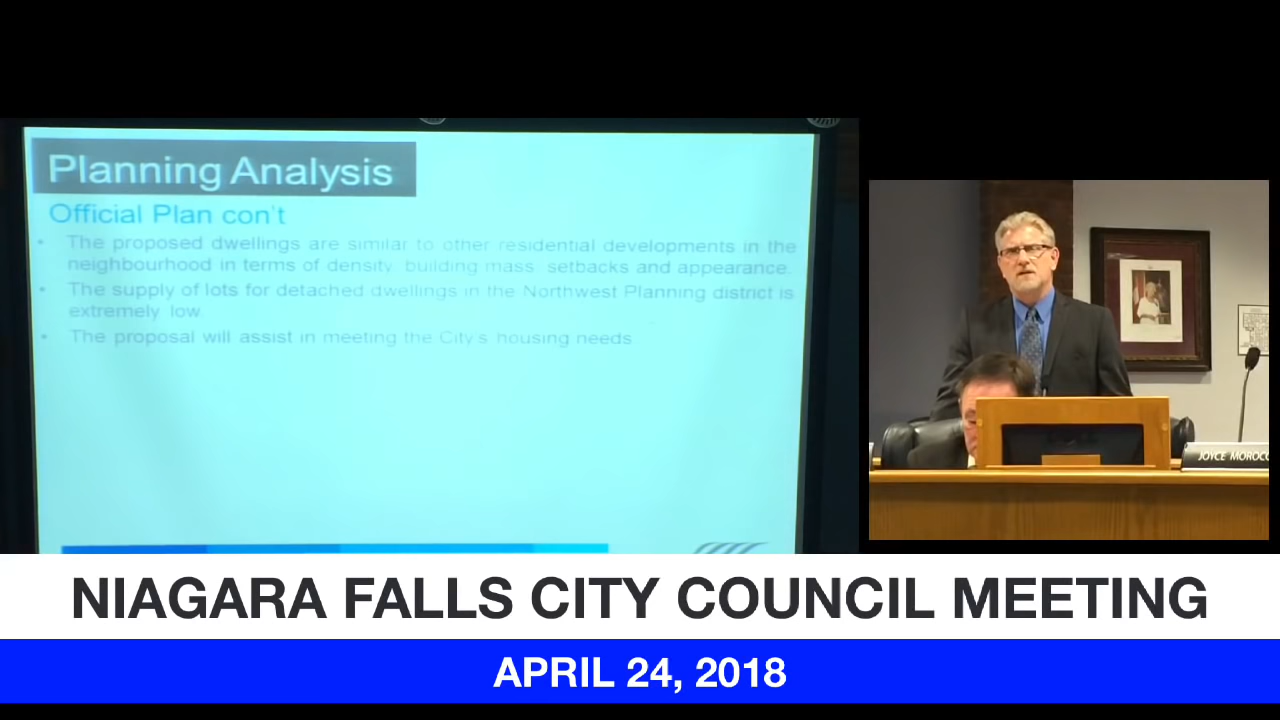 Planning Analysis
Official Plan con't
• The proposed dwellings are similar to other residential developments in the
neighbourhood in terms of density, building mass, setbacks and appearance.
• The supply of lots for detached dwellings in the Northwest Planning district is
extremely low.
• The proposal will assist in meeting the City's housing needs.
JOYCE MOROCC
NIAGARA FALLS CITY COUNCIL MEETING
APRIL 24, 2018